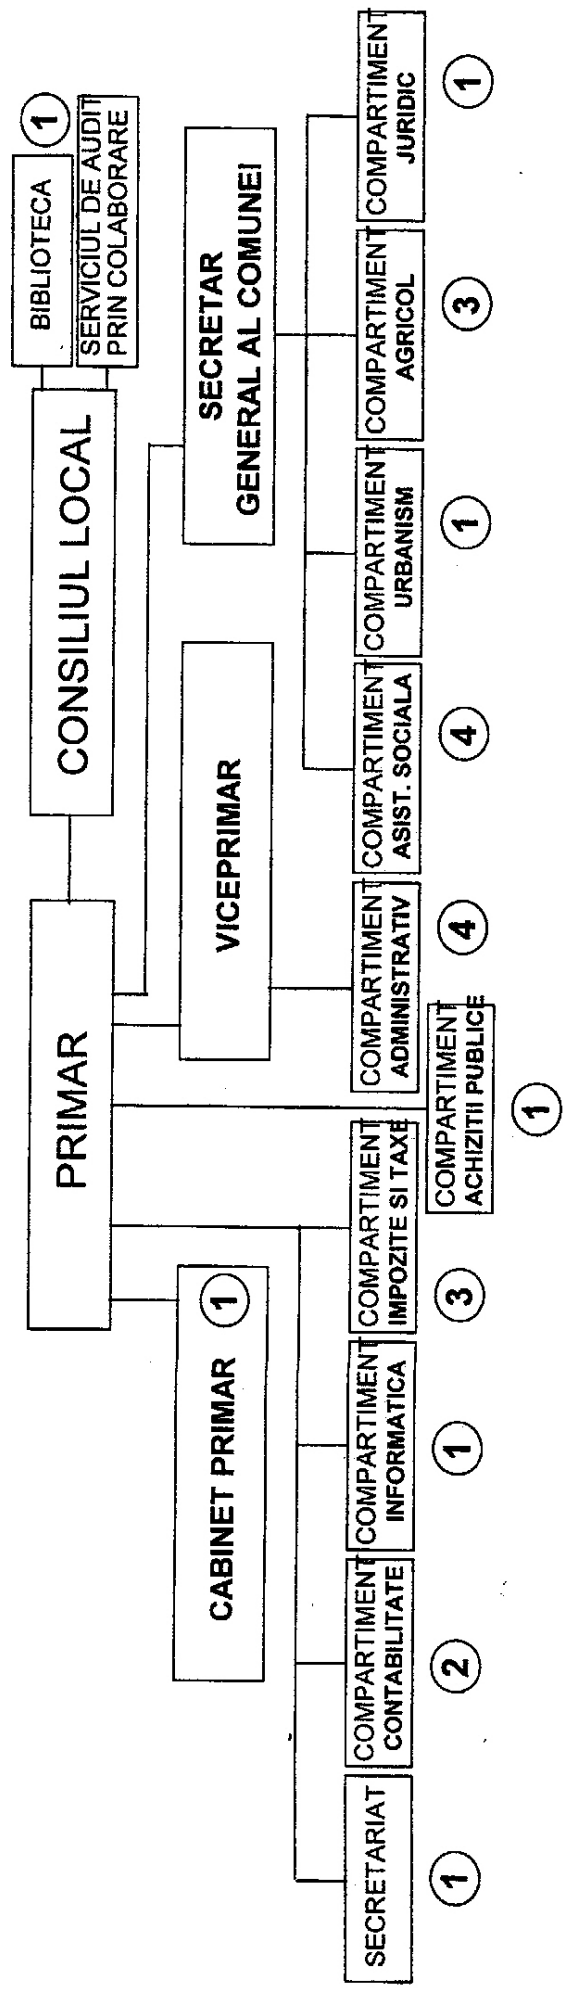 BIBLIOTECA
1
SERVICIUL DE AUDIT
PRIN COLABORARE
PRIMAR
CONSILIUL LOCAL
CABINET PRIMAR
1
VICEPRIMAR
SECRETAR
GENERAL AL COMUNEI
SECRETARIAT
1
COMPARTIMENT
CONTABILITATE
2
COMPARTIMENT
INFORMATICA
1
COMPARTIMENT
IMPOZITE SI TAXE
3
COMPARTIMENT
ACHIZITII PUBLICE
1
COMPARTIMENT
ADMINISTRATIV
4
COMPARTIMENT
ASIST. SOCIALA
4
COMPARTIMENT
URBANISM
1
COMPARTIMENT
AGRICOL
3
COMPARTIMENT
JURIDIC
1